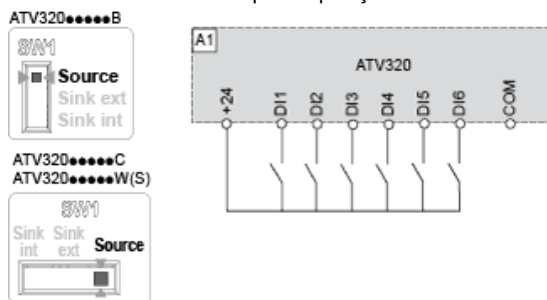 ATV320●●●●●B
SW1
Source
Sink ext
Sink int
ATV320●●●●●C
ATV320●●●●●W(S)
SW1
Sink int
Sink ext
Source
A1
ATV320
+24
DI1
DI2
DI3
DI4
DI5
DI6
COM